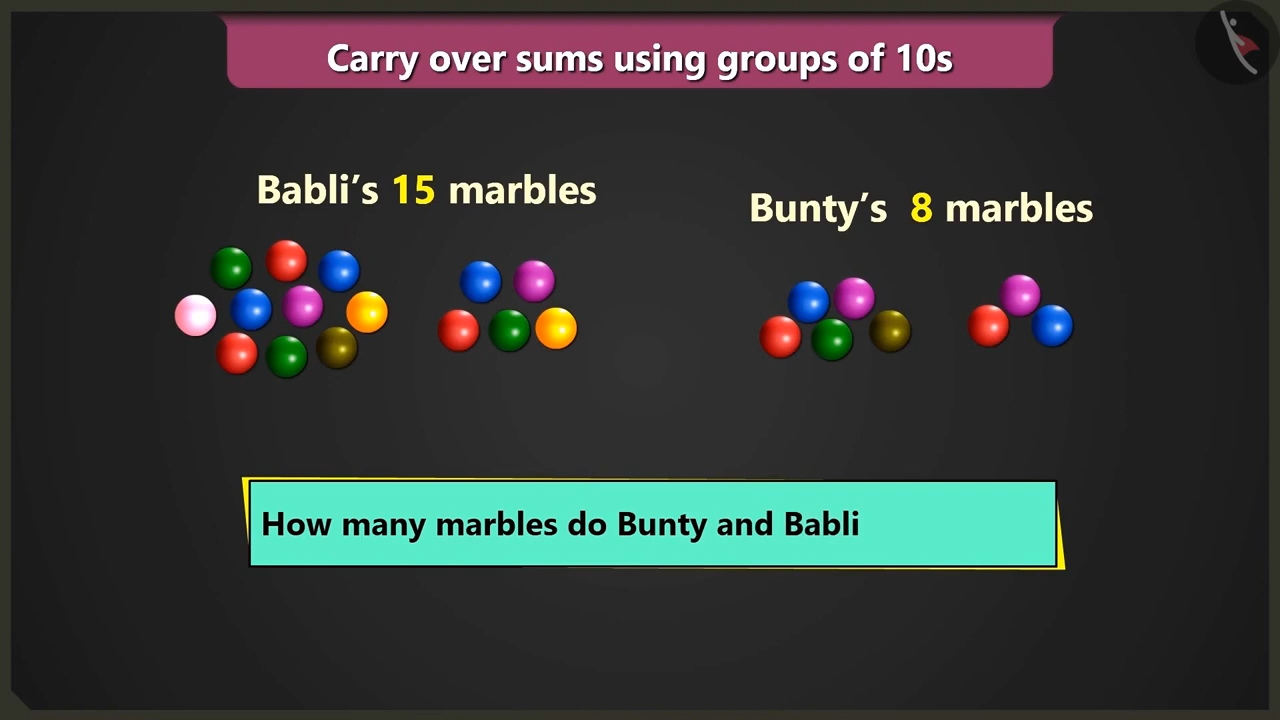 Carry over sums using groups of 10s
Babli's 15 marbles
Bunty's 8 marbles
How many marbles do Bunty and Babli